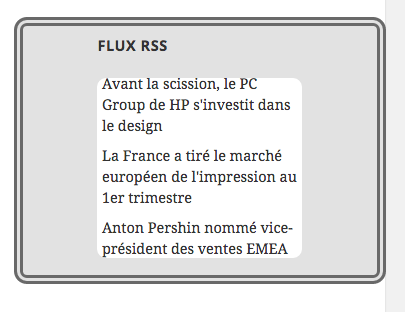 FLUX RSS
Avant la scission, le PC
Group de HP s'investit dans
le design
La France a tiré le marché
européen de l'impression au
1er trimestre
Anton Pershin nommé vice-
président des ventes EMEA